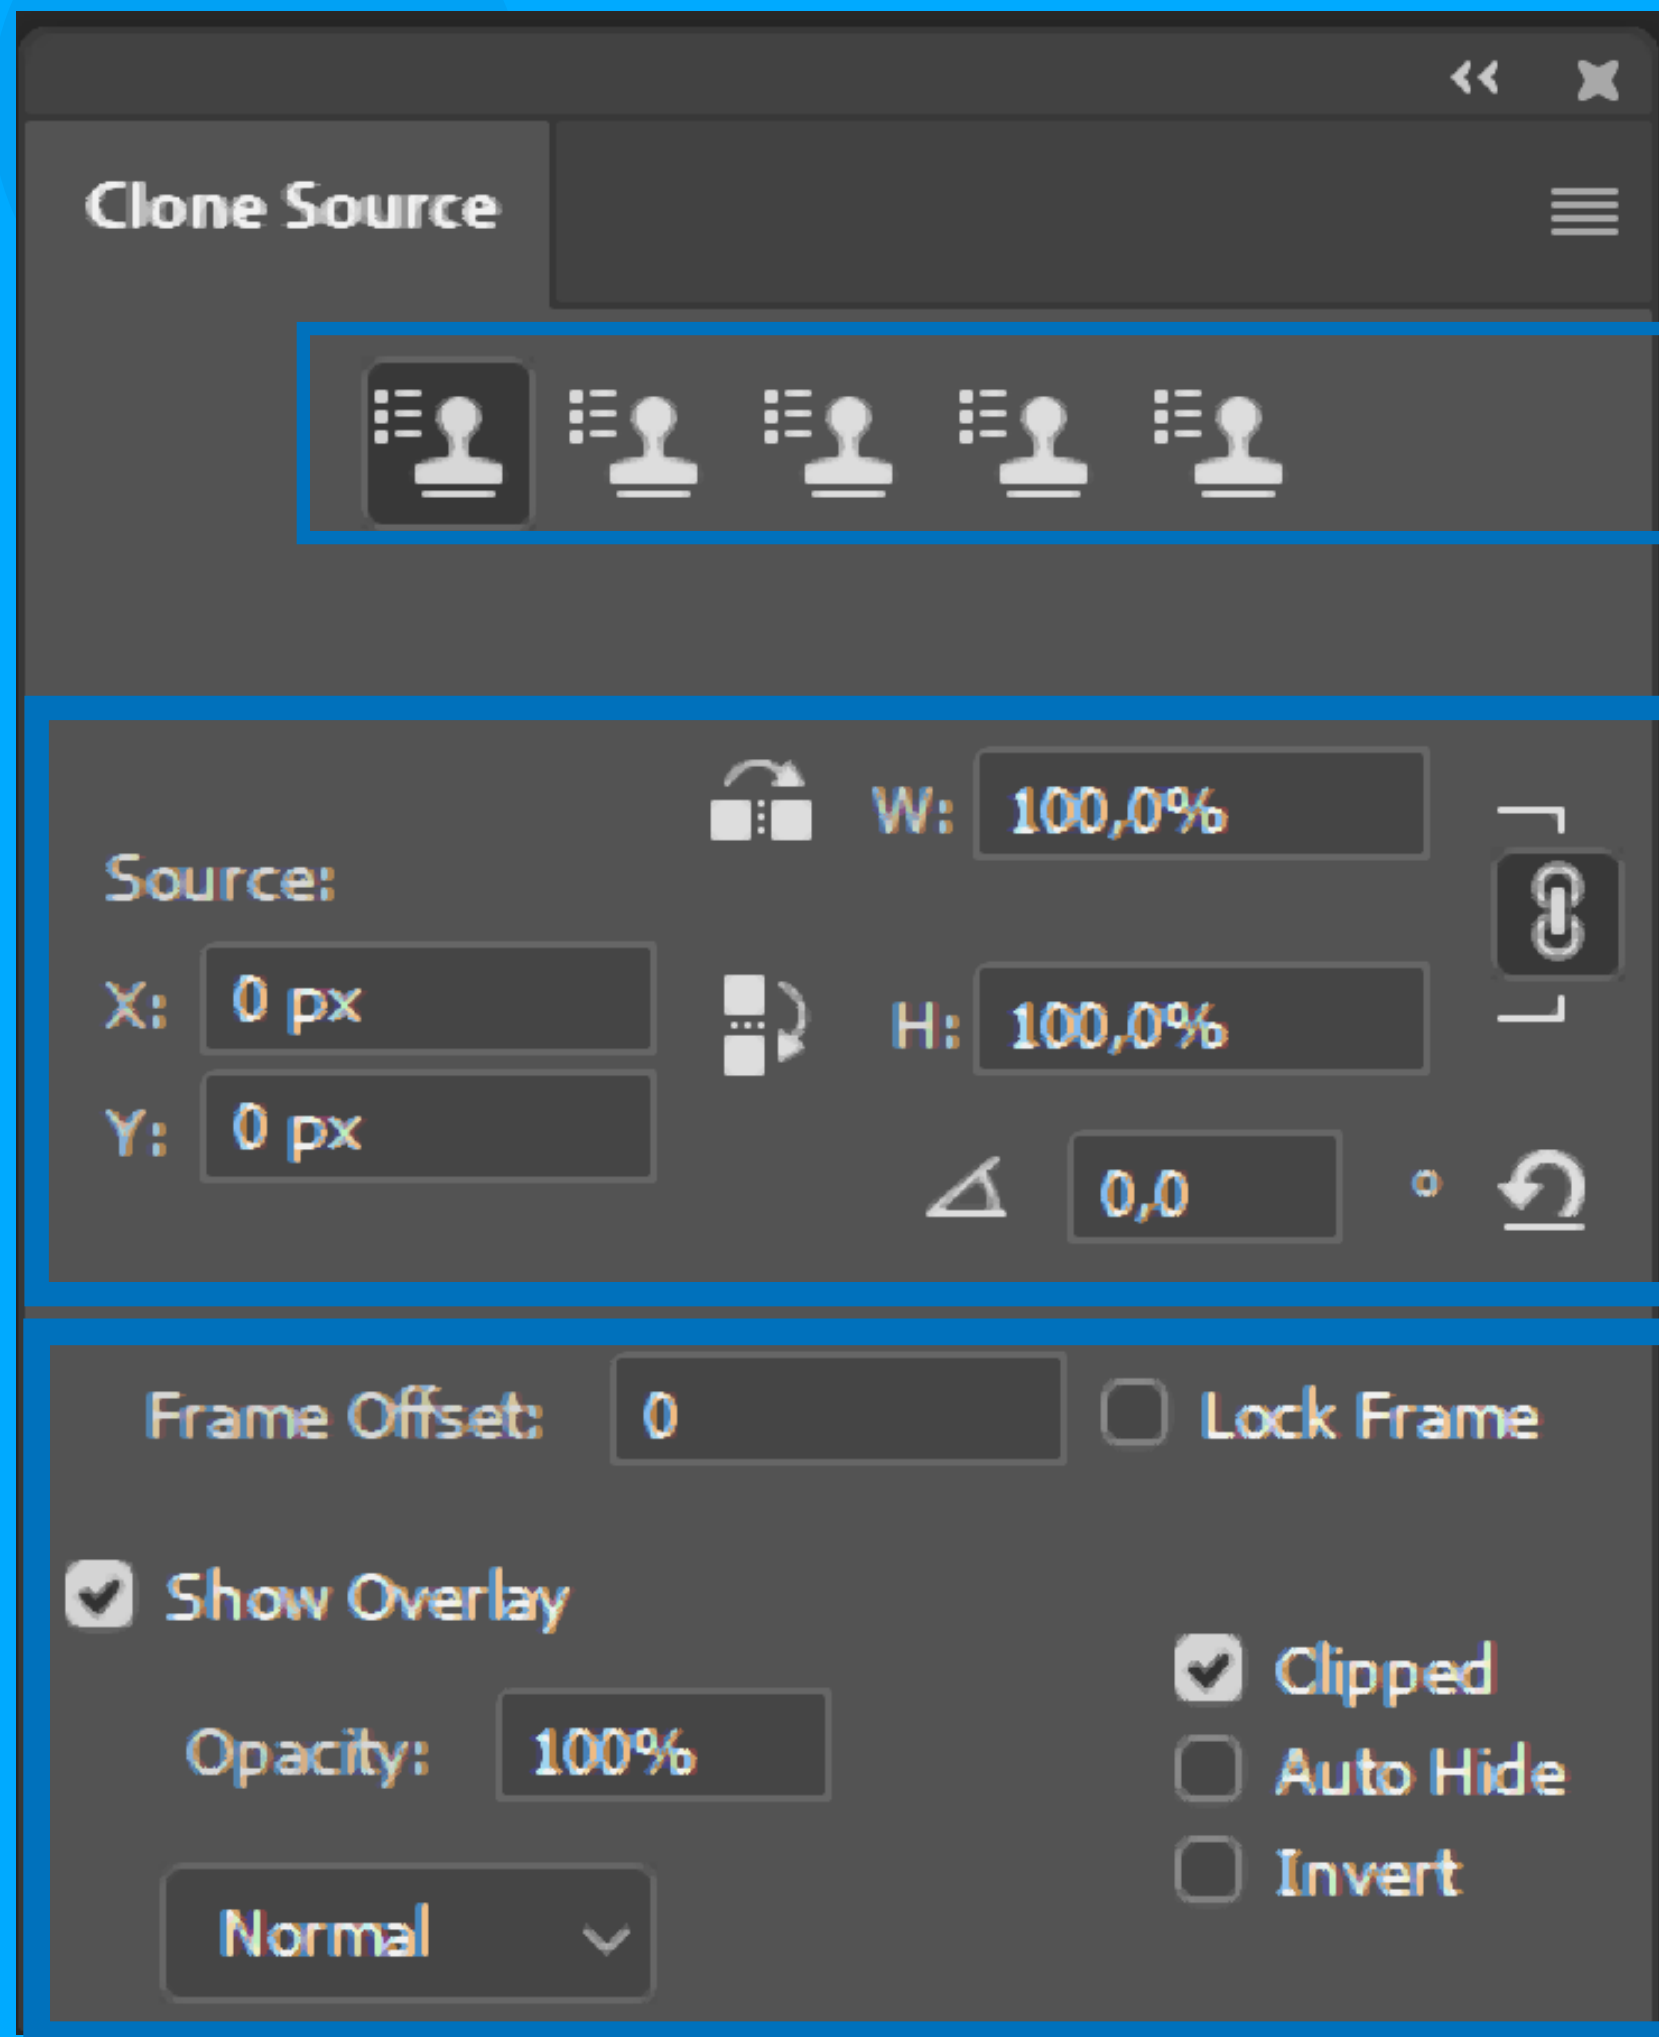 Clone Source
W: 100,0%
Source:
X: 0 px
H: 100,0%
Y: 0 px
0,0 °
Frame Offset: 0 Lock Frame
Show Overlay
Clipped
Opacity: 100%
Auto Hide
Invert
Normal